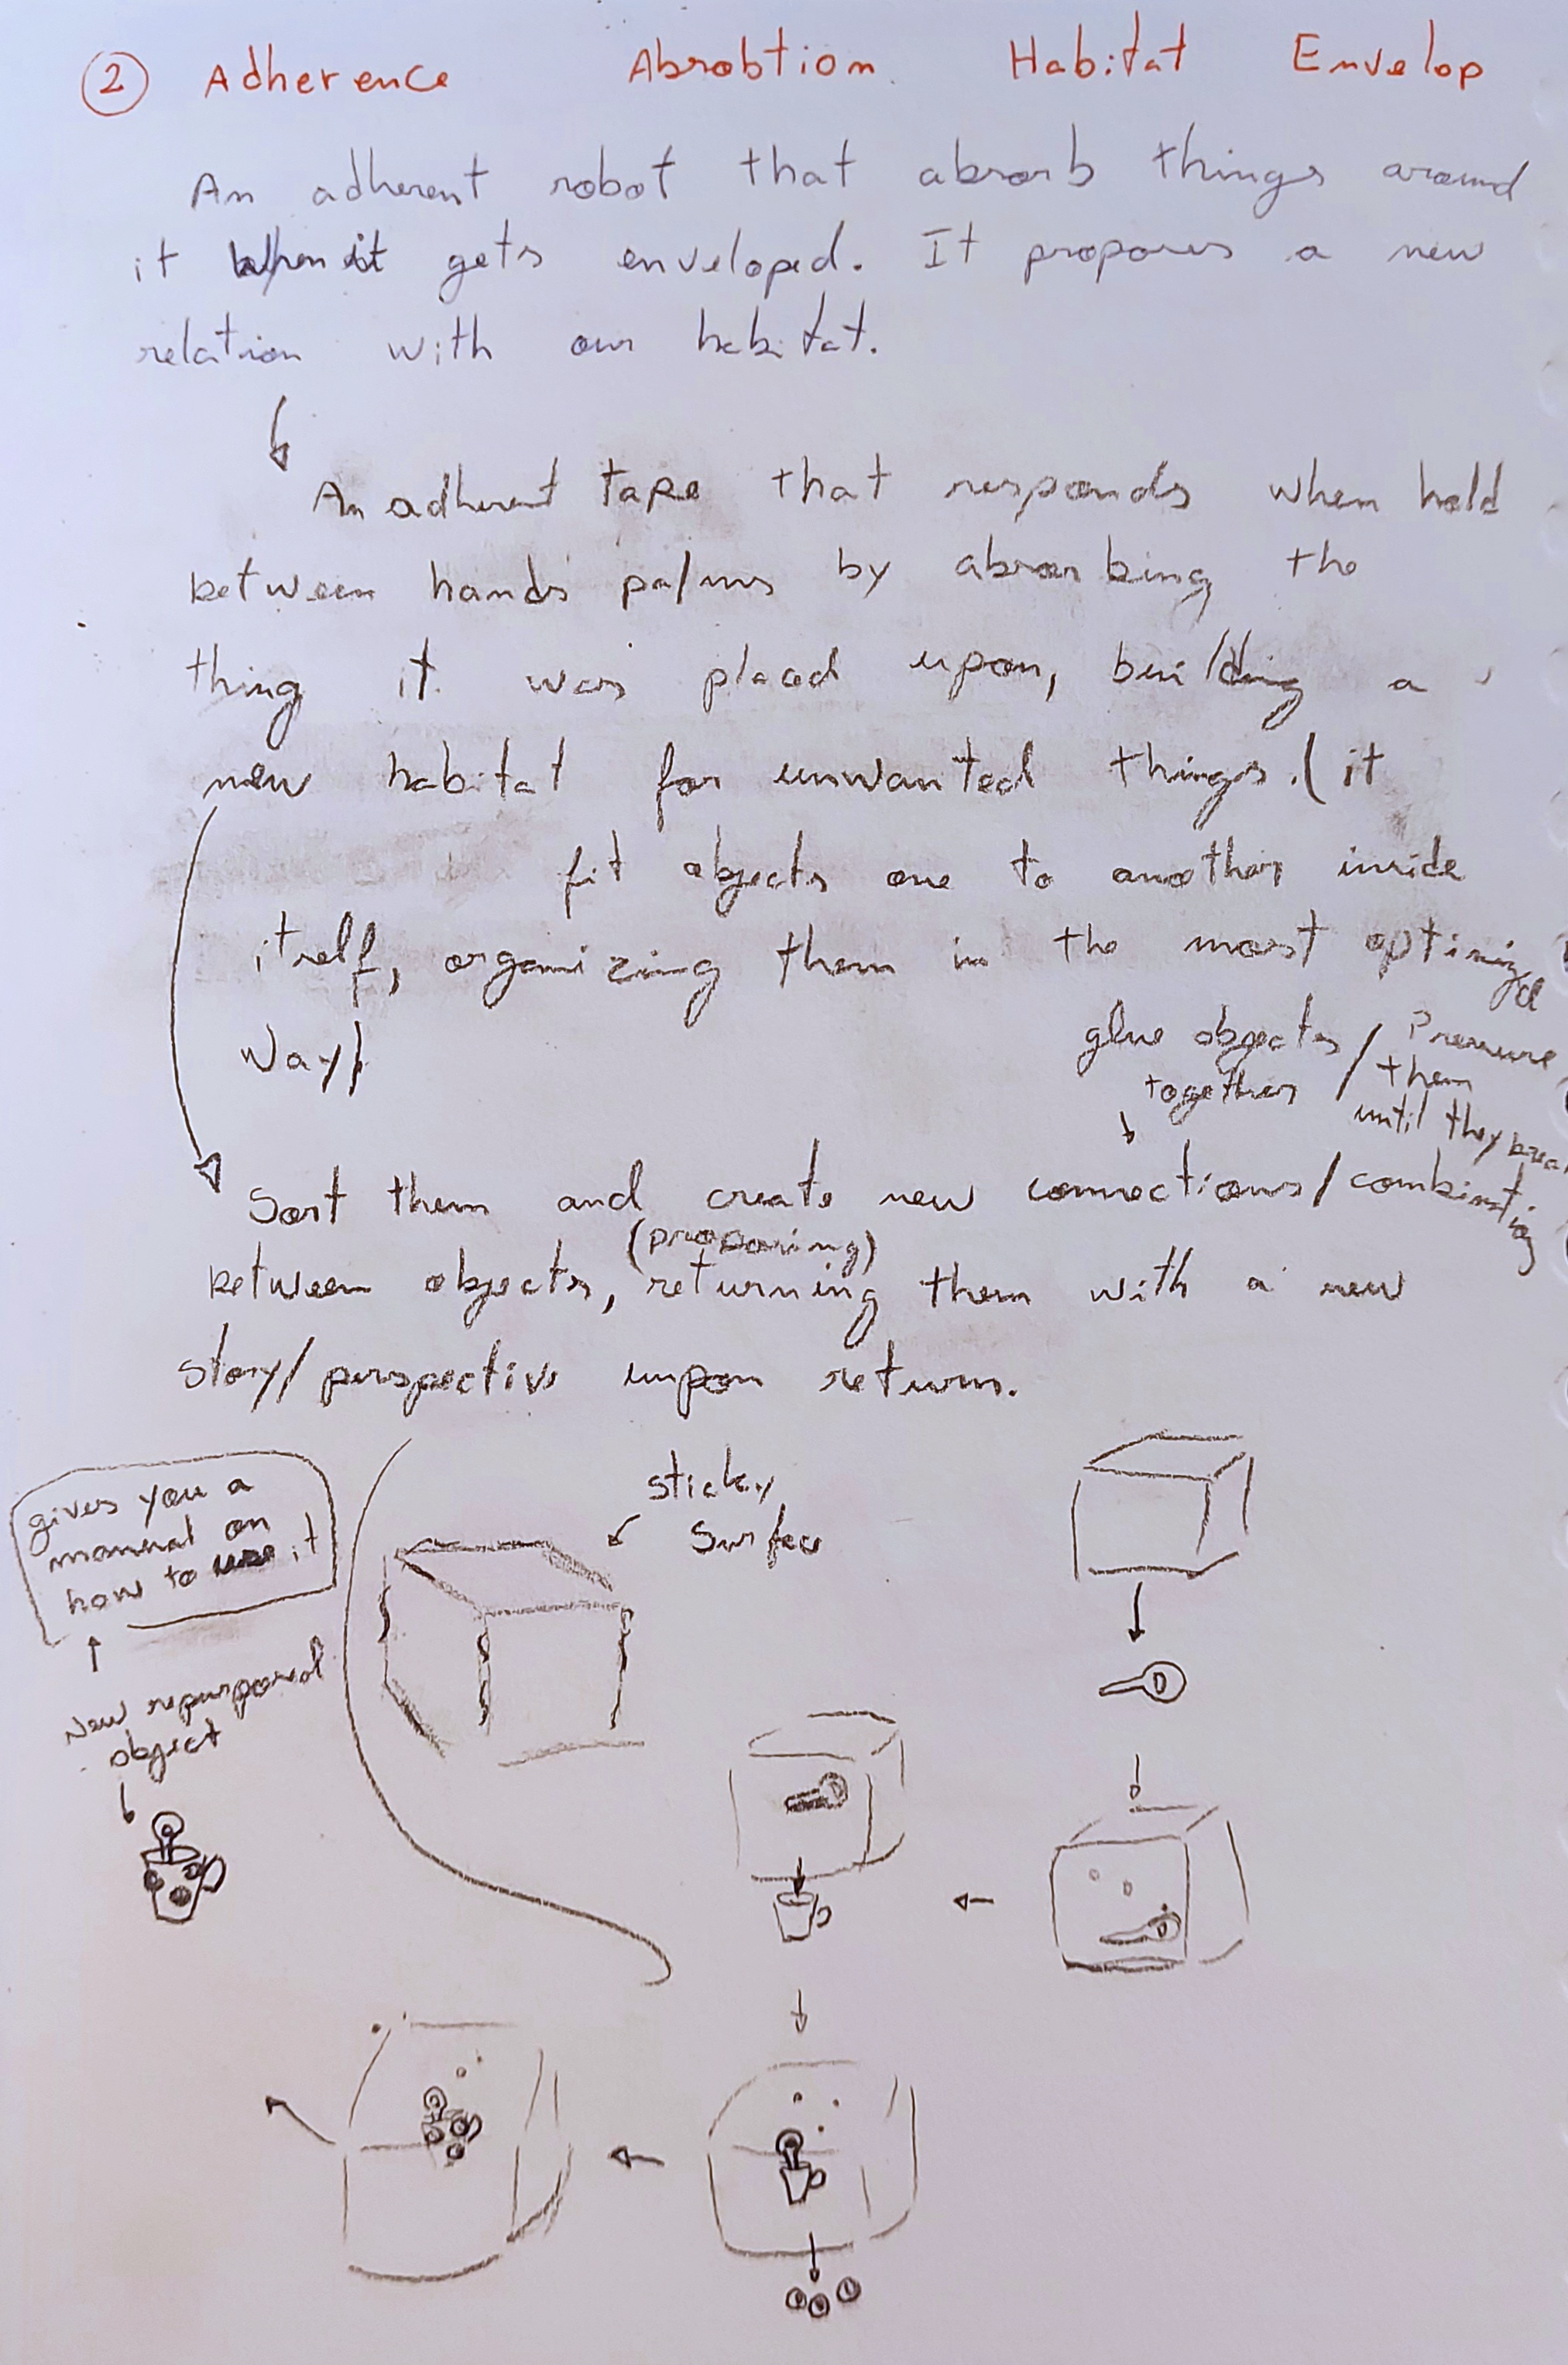 2 Adherence Absrobtion Habitat Envelop
An adherent robot that absorb things around
it when it gets enveloped. It proposes a new
relation with our habitat.
An adherent tape that responds when hold
between hands palms by absorbing the
thing it was placed upon, building a
new habitat for unwanted things. (it
fit objects one to another inside
itself, organizing them in the most optimized
way)
glue objects / Pressure
together / them
until they brea
Sort them and create new connections/combinating
(proposing)
between objects, returning them with a new
story/perspective unpon return.
gives you a
manual on
how to use it
New repurposed
object
sticky
Surface